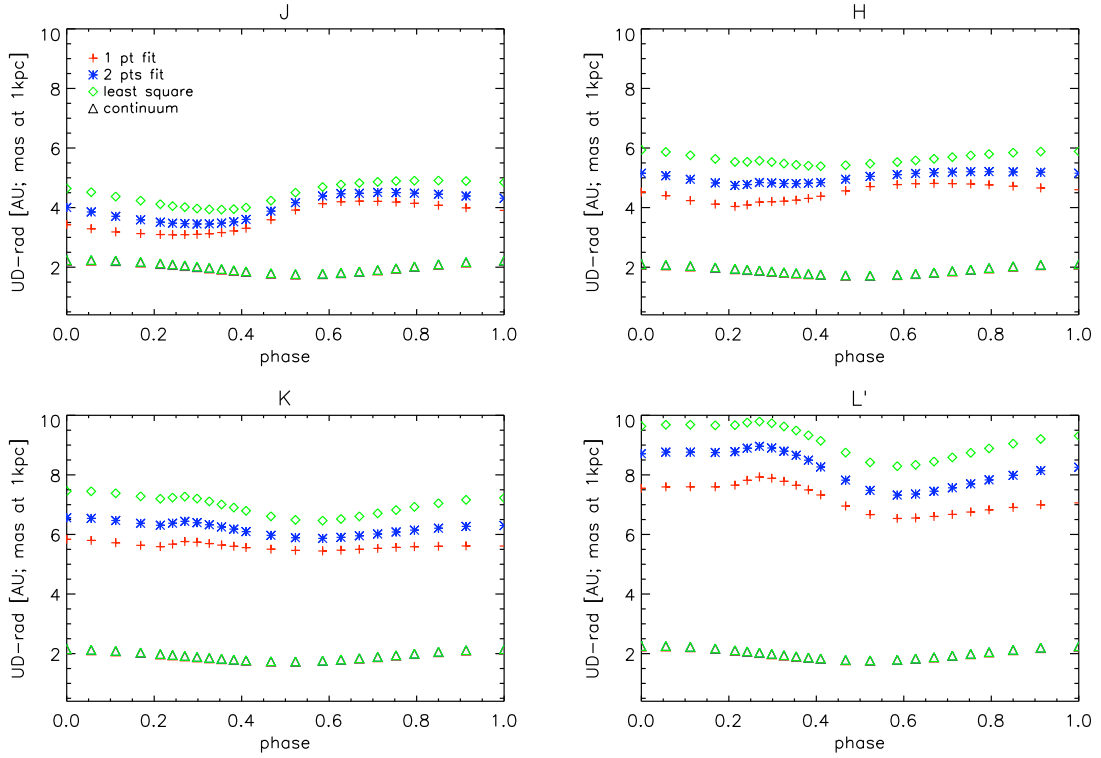 J
10
8
6
4
2
UD-rad [AU; mas at 1kpc]
1 pt fit
2 pts fit
least square
continuum
0.0 0.2 0.4 0.6 0.8 1.0
phase
H
10
8
6
4
2
UD-rad [AU; mas at 1kpc]
0.0 0.2 0.4 0.6 0.8 1.0
phase
K
10
8
6
4
2
UD-rad [AU; mas at 1kpc]
0.0 0.2 0.4 0.6 0.8 1.0
phase
L'
10
8
6
4
2
UD-rad [AU; mas at 1kpc]
0.0 0.2 0.4 0.6 0.8 1.0
phase